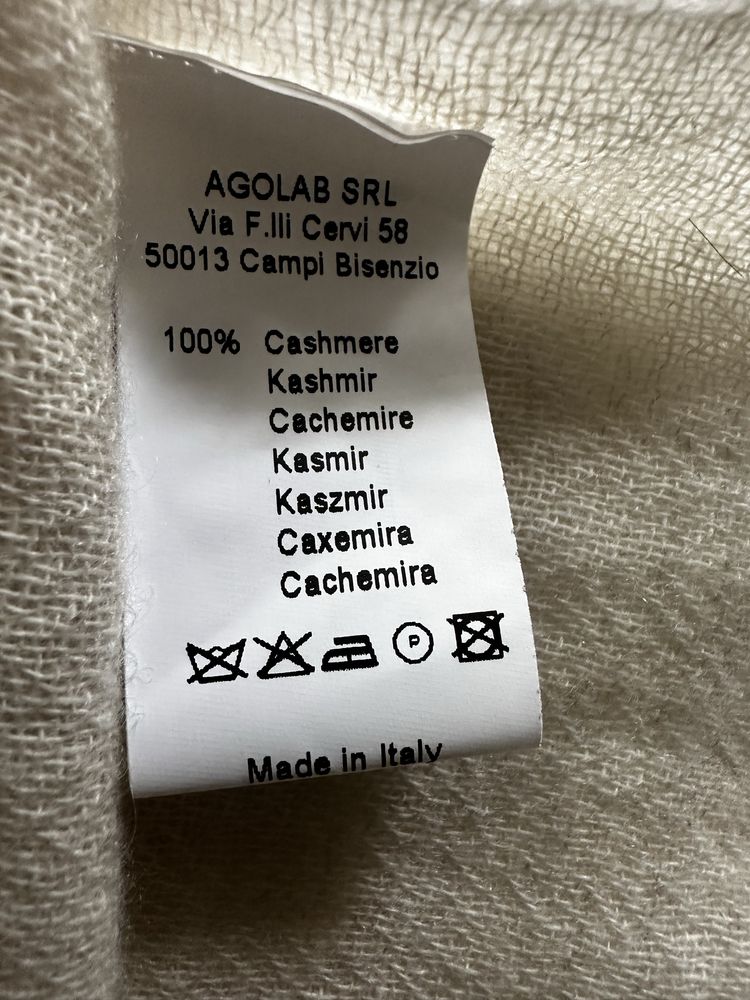 AGOLAB SRL
Via F.lli Cervi 58
50013 Campi Bisenzio
100% Cashmere
Kashmir
Cachemire
Kasmir
Kaszmir
Caxemira
Cachemira
P
Made in Italy